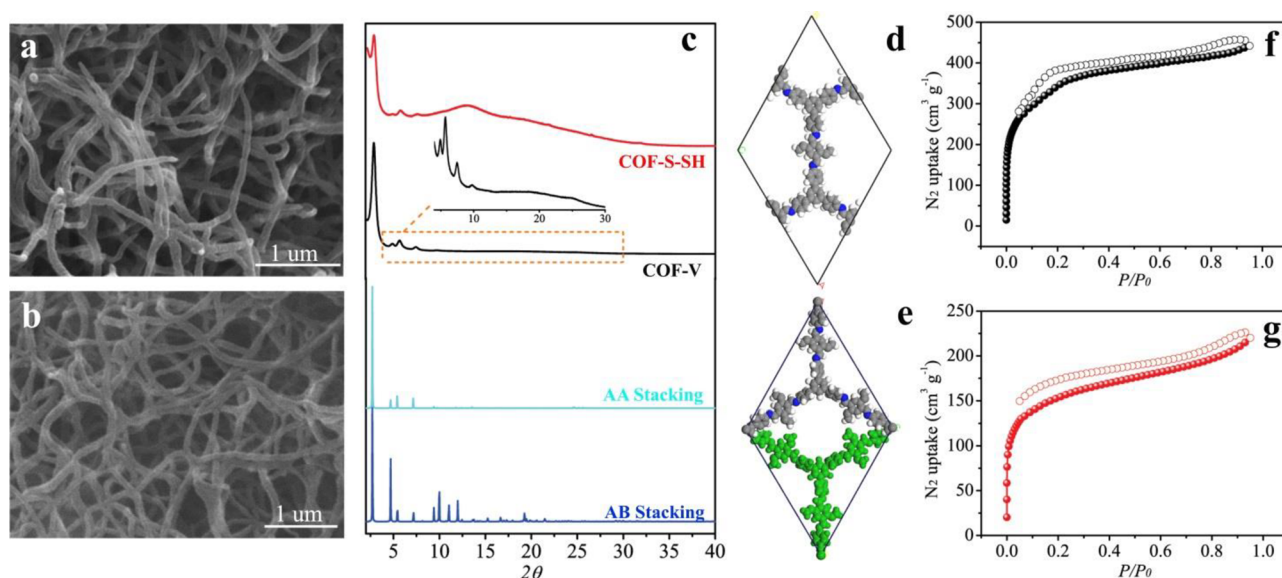 a
1 um
b
1 um
c
COF-S-SH
10 20 30
COF-V
AA Stacking
AB Stacking
5 10 15 20 25 30 35 40
2θ
d
e
f
500
400
300
200
100
0
N₂ uptake (cm³ g⁻¹)
0.0 0.2 0.4 0.6 0.8 1.0
P/P₀
g
250
200
150
100
50
0
N₂ uptake (cm³ g⁻¹)
0.0 0.2 0.4 0.6 0.8 1.0
P/P₀